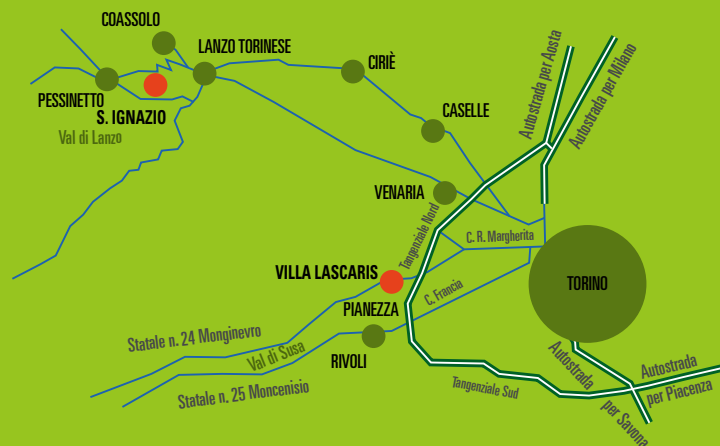 COASSOLO
LANZO TORINESE
CIRIÈ
PESSINETTO
S. IGNAZIO
Val di Lanzo
CASELLE
Autostrada per Aosta
Autostrada per Milano
VENARIA
Tangenziale Nord
C. R. Margherita
VILLA LASCARIS
C. Francia
TORINO
PIANEZZA
Statale n. 24 Monginevro
Val di Susa
RIVOLI
Statale n. 25 Moncenisio
Tangenziale Sud
Autostrada
per Savona
Autostrada
per Piacenza